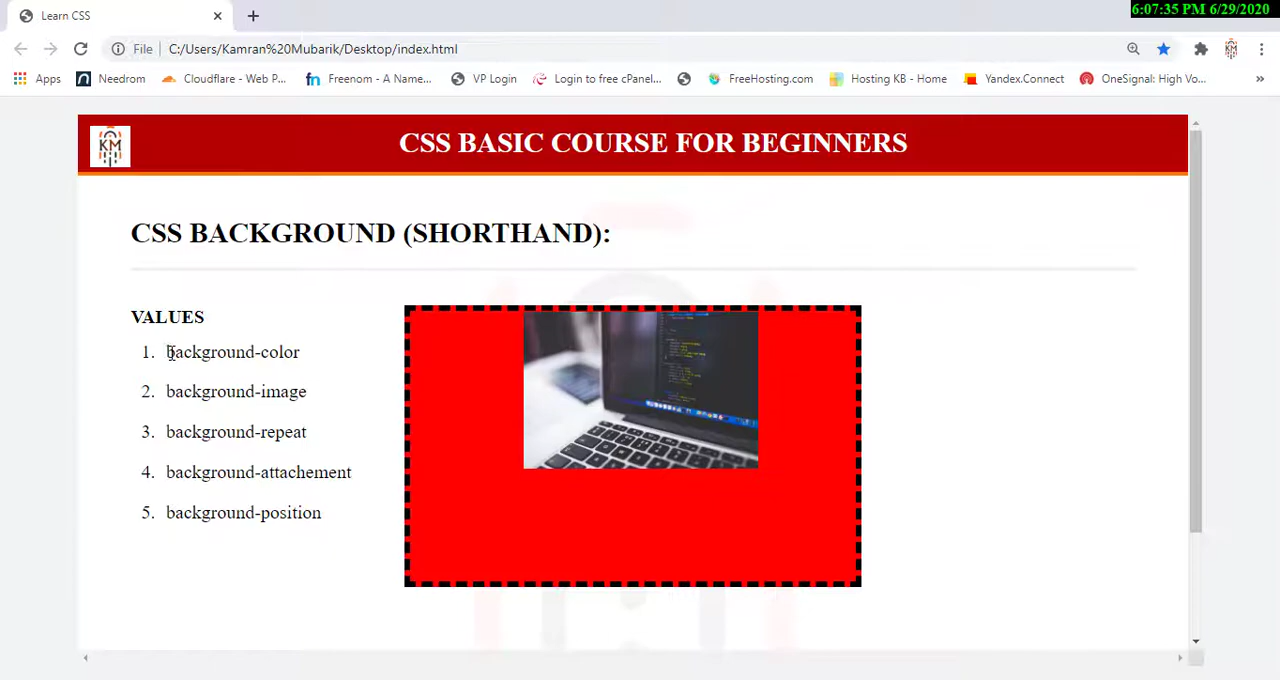 6:07:35 PM 6/29/2020
Learn CSS
File C:/Users/Kamran%20Mubarik/Desktop/index.html
Apps Needrom Cloudflare - Web P... Freenom - A Name... VP Login Login to free cPanel... FreeHosting.com Hosting KB - Home Yandex.Connect OneSignal: High Vo... »
KM CSS BASIC COURSE FOR BEGINNERS
CSS BACKGROUND (SHORTHAND):
VALUES
1. background-color
2. background-image
3. background-repeat
4. background-attachement
5. background-position